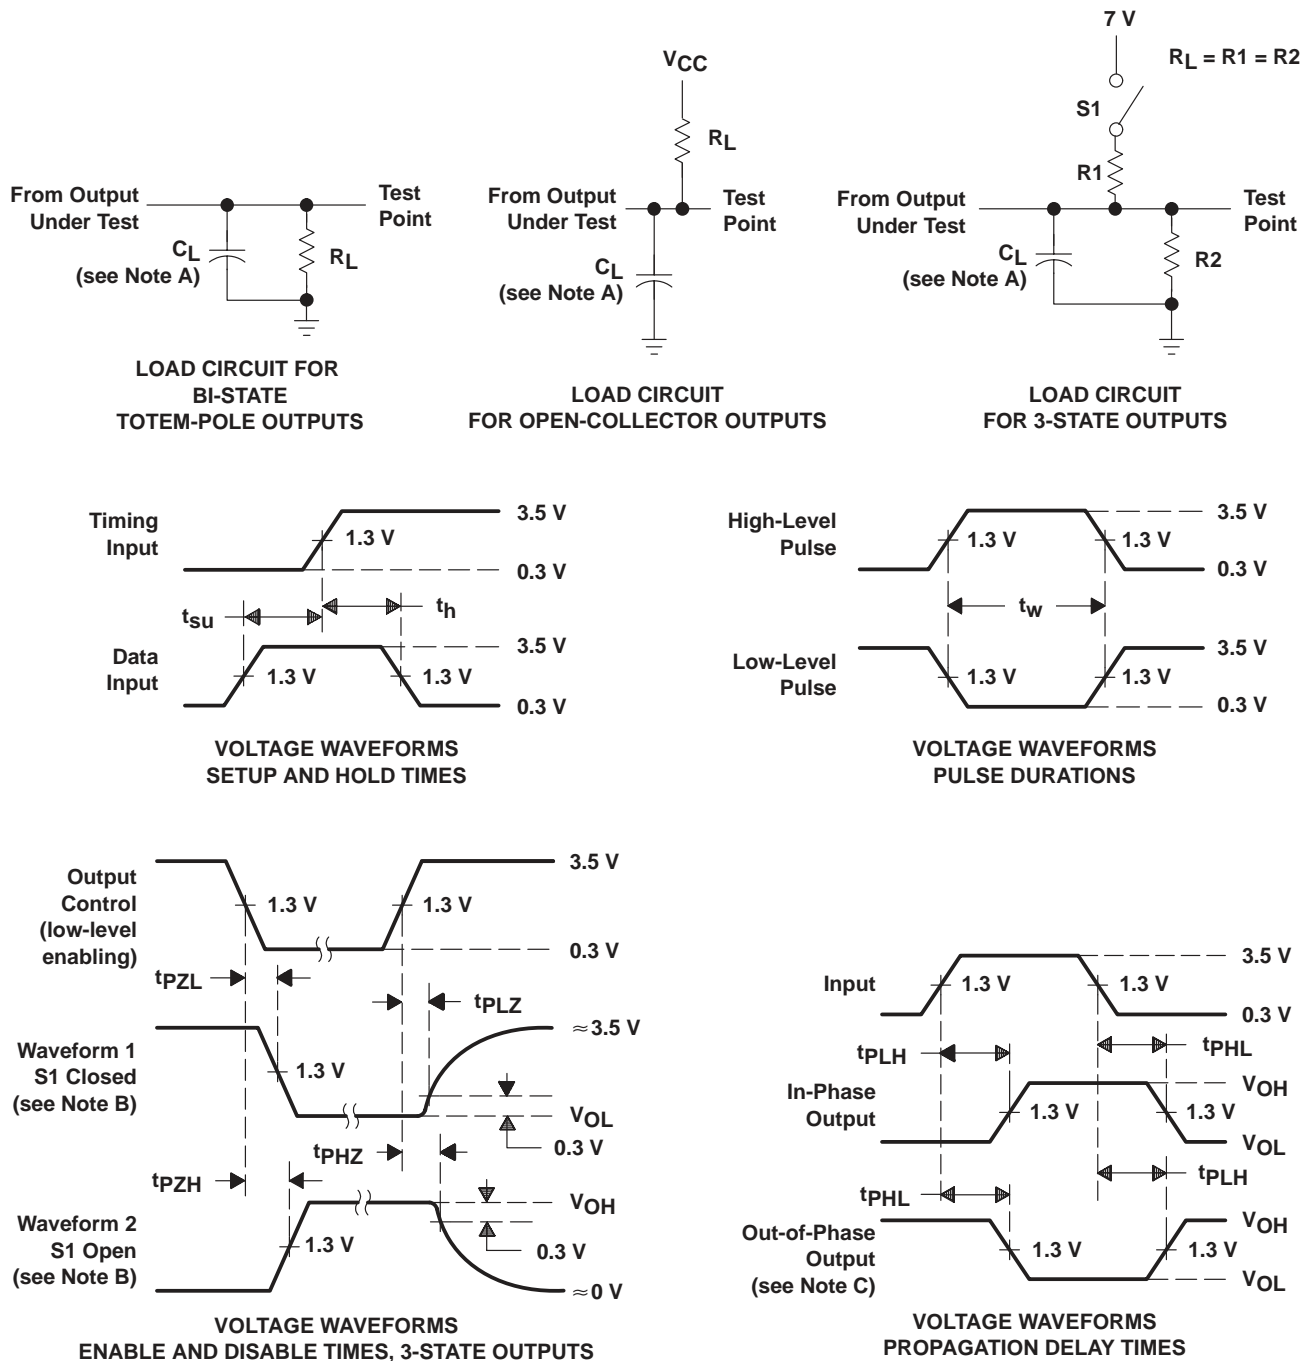 From Output
Under Test
Test
Point
CL
(see Note A)
RL
LOAD CIRCUIT FOR
BI-STATE
TOTEM-POLE OUTPUTS
VCC
RL
From Output
Under Test
Test
Point
CL
(see Note A)
LOAD CIRCUIT
FOR OPEN-COLLECTOR OUTPUTS
7 V
RL = R1 = R2
S1
R1
From Output
Under Test
Test
Point
CL
(see Note A)
R2
LOAD CIRCUIT
FOR 3-STATE OUTPUTS
Timing
Input
3.5 V
1.3 V
0.3 V
tsu
th
Data
Input
3.5 V
1.3 V
1.3 V
0.3 V
VOLTAGE WAVEFORMS
SETUP AND HOLD TIMES
High-Level
Pulse
3.5 V
1.3 V
1.3 V
0.3 V
tw
Low-Level
Pulse
3.5 V
1.3 V
1.3 V
0.3 V
VOLTAGE WAVEFORMS
PULSE DURATIONS
Output
Control
(low-level
enabling)
3.5 V
1.3 V
1.3 V
0.3 V
tPZL
tPLZ
Waveform 1
S1 Closed
(see Note B)
≈3.5 V
1.3 V
VOL
0.3 V
tPHZ
tPZH
Waveform 2
S1 Open
(see Note B)
VOH
1.3 V
0.3 V
≈0 V
VOLTAGE WAVEFORMS
ENABLE AND DISABLE TIMES, 3-STATE OUTPUTS
Input
3.5 V
1.3 V
1.3 V
0.3 V
tPLH
tPHL
In-Phase
Output
VOH
1.3 V
1.3 V
VOL
tPHL
tPLH
Out-of-Phase
Output
(see Note C)
VOH
1.3 V
1.3 V
VOL
VOLTAGE WAVEFORMS
PROPAGATION DELAY TIMES